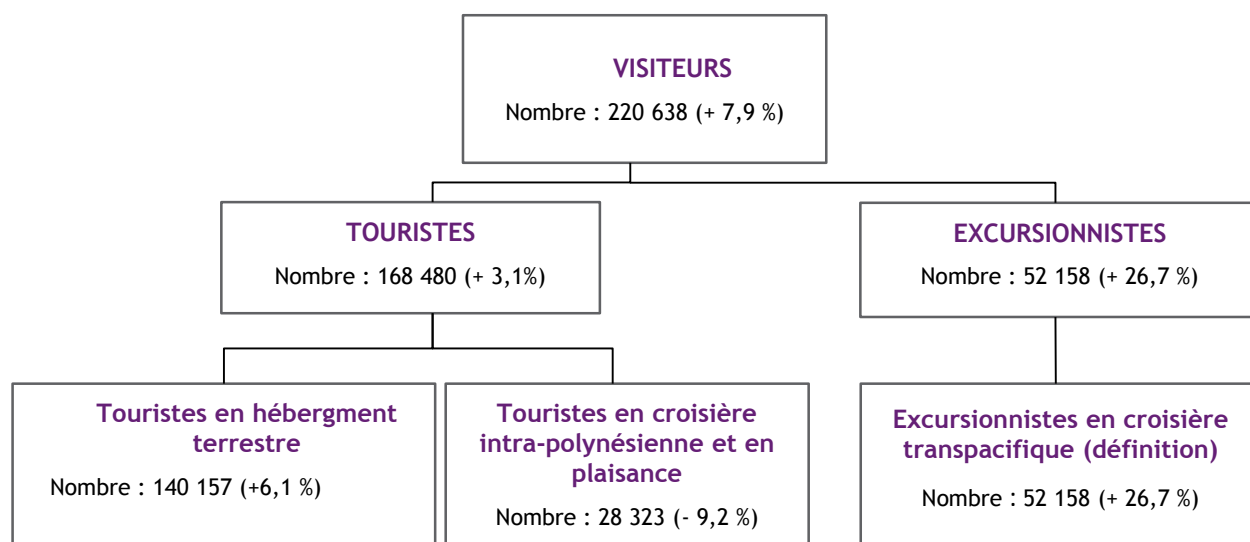 VISITEURS
Nombre : 220 638 (+ 7,9 %)
TOURISTES
Nombre : 168 480 (+ 3,1%)
EXCURSIONNISTES
Nombre : 52 158 (+ 26,7 %)
Touristes en hébergment
terrestre
Nombre : 140 157 (+6,1 %)
Touristes en croisière
intra-polynésienne et en
plaisance
Nombre : 28 323 (- 9,2 %)
Excursionnistes en croisière
transpacifique (définition)
Nombre : 52 158 (+ 26,7 %)